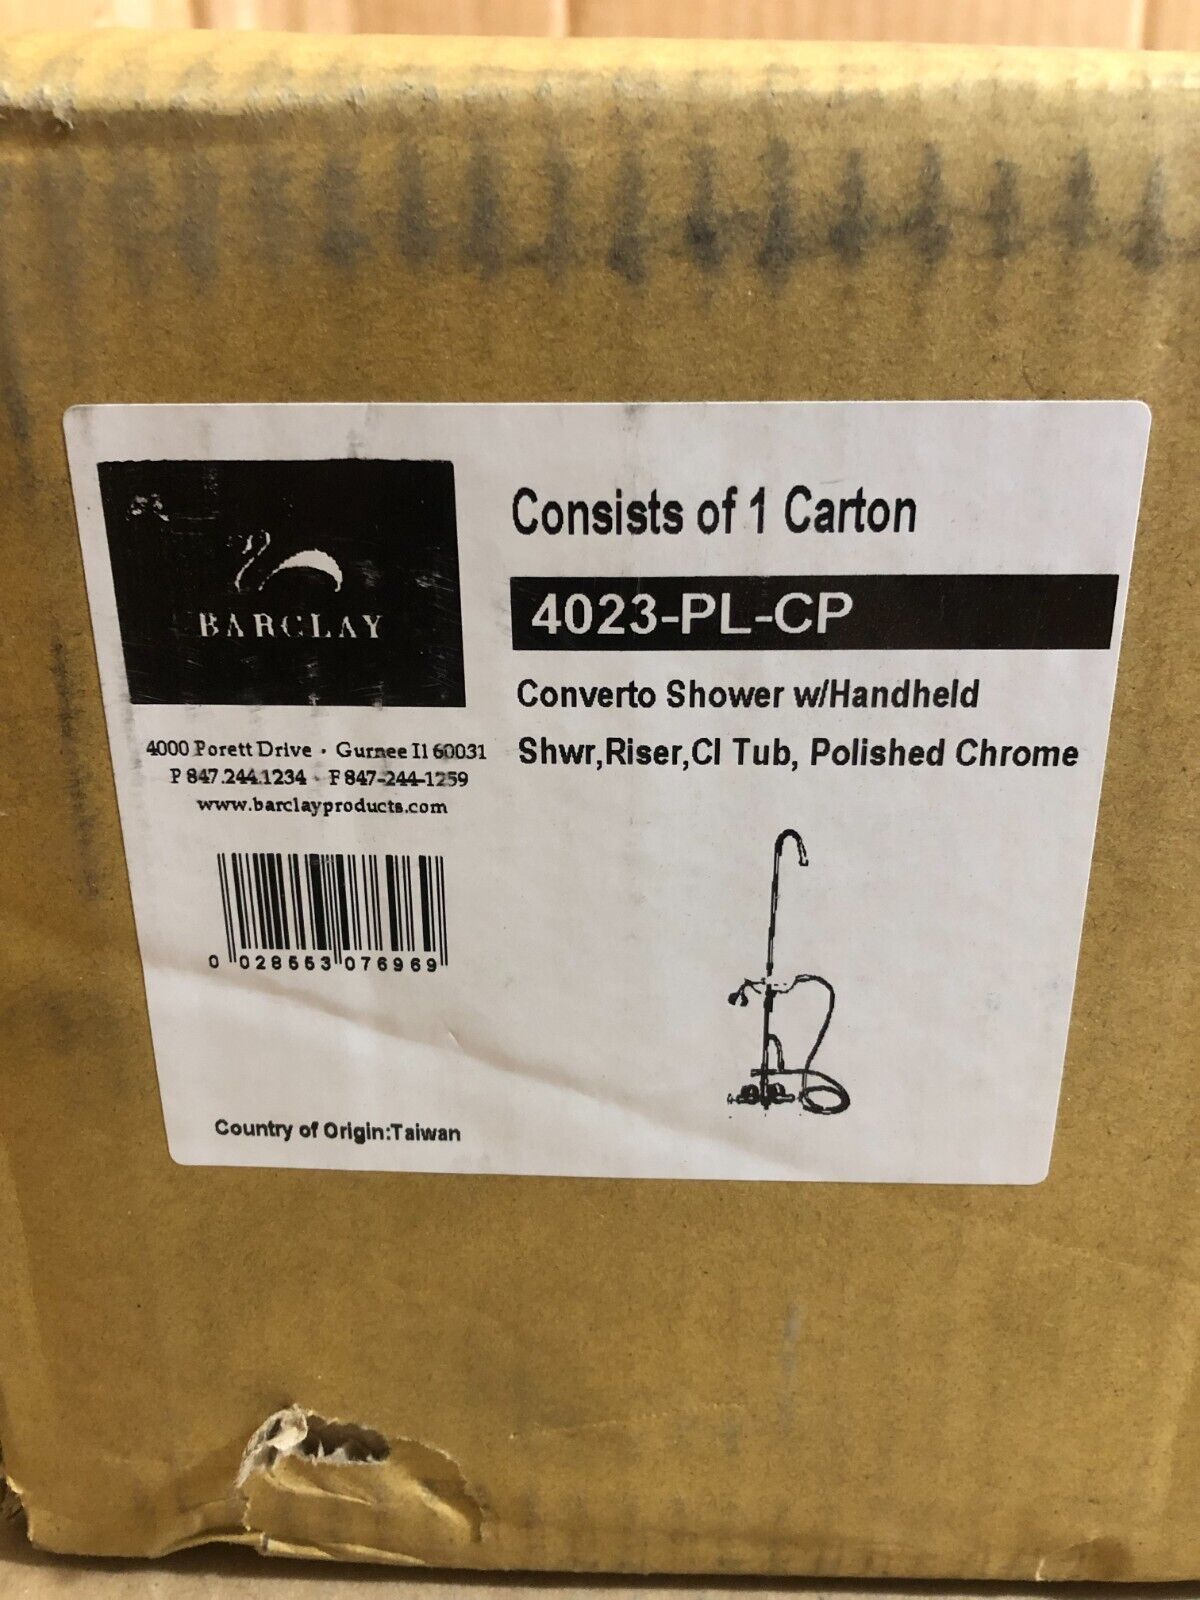 BARCLAY
4000 Porett Drive · Gurnee Il 60031
P 847.244.1234 · F 847-244-1259
www.barclayproducts.com
0 028553 076969
Country of Origin:Taiwan
Consists of 1 Carton
4023-PL-CP
Converto Shower w/Handheld
Shwr,Riser,CI Tub, Polished Chrome